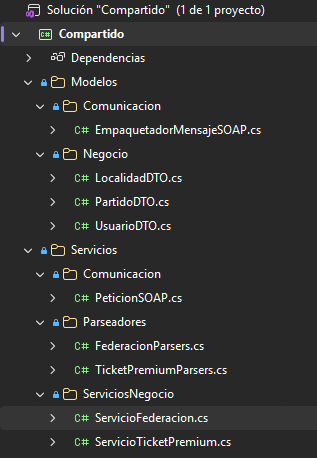 Solución "Compartido" (1 de 1 proyecto)
C# Compartido
Dependencias
Modelos
Comunicacion
C# EmpaquetadorMensajeSOAP.cs
Negocio
C# LocalidadDTO.cs
C# PartidoDTO.cs
C# UsuarioDTO.cs
Servicios
Comunicacion
C# PeticionSOAP.cs
Parseadores
C# FederacionParsers.cs
C# TicketPremiumParsers.cs
ServiciosNegocio
C# ServicioFederacion.cs
C# ServicioTicketPremium.cs